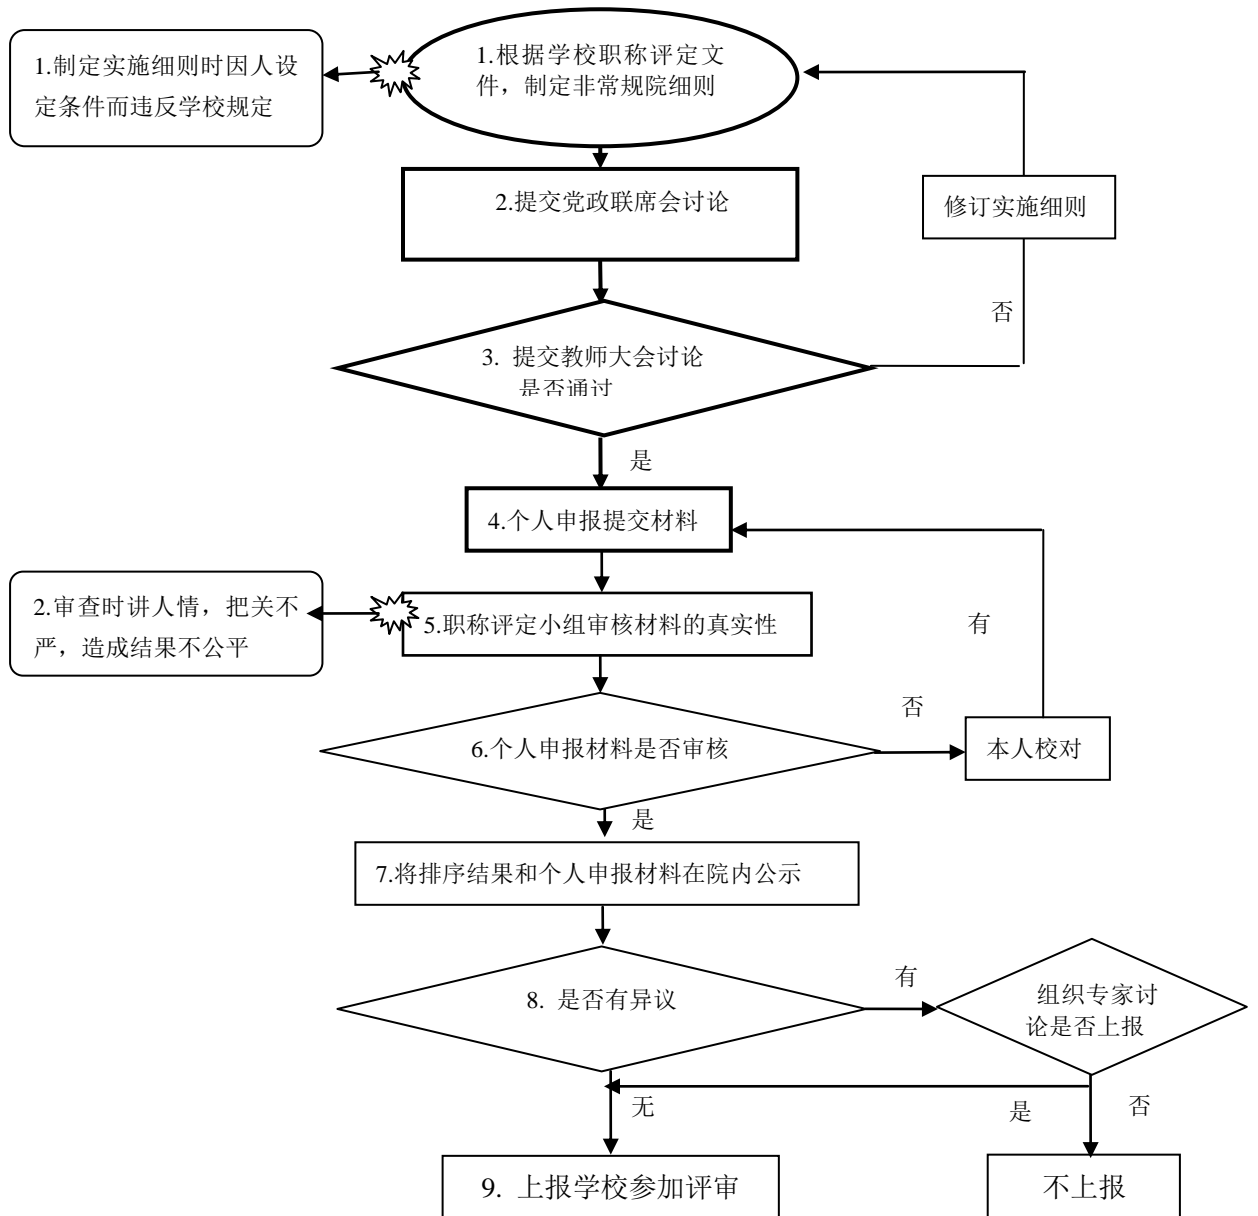 1.根据学校职称评定文
件，制定非常规院细则
1.制定实施细则时因人设
定条件而违反学校规定
2.提交党政联席会讨论
修订实施细则
否
3. 提交教师大会讨论
是否通过
是
4.个人申报提交材料
2.审查时讲人情，把关不
严，造成结果不公平
5.职称评定小组审核材料的真实性
有
否
6.个人申报材料是否审核
本人校对
是
7.将排序结果和个人申报材料在院内公示
有
8. 是否有异议
组织专家讨
论是否上报
无
是
否
9. 上报学校参加评审
不上报